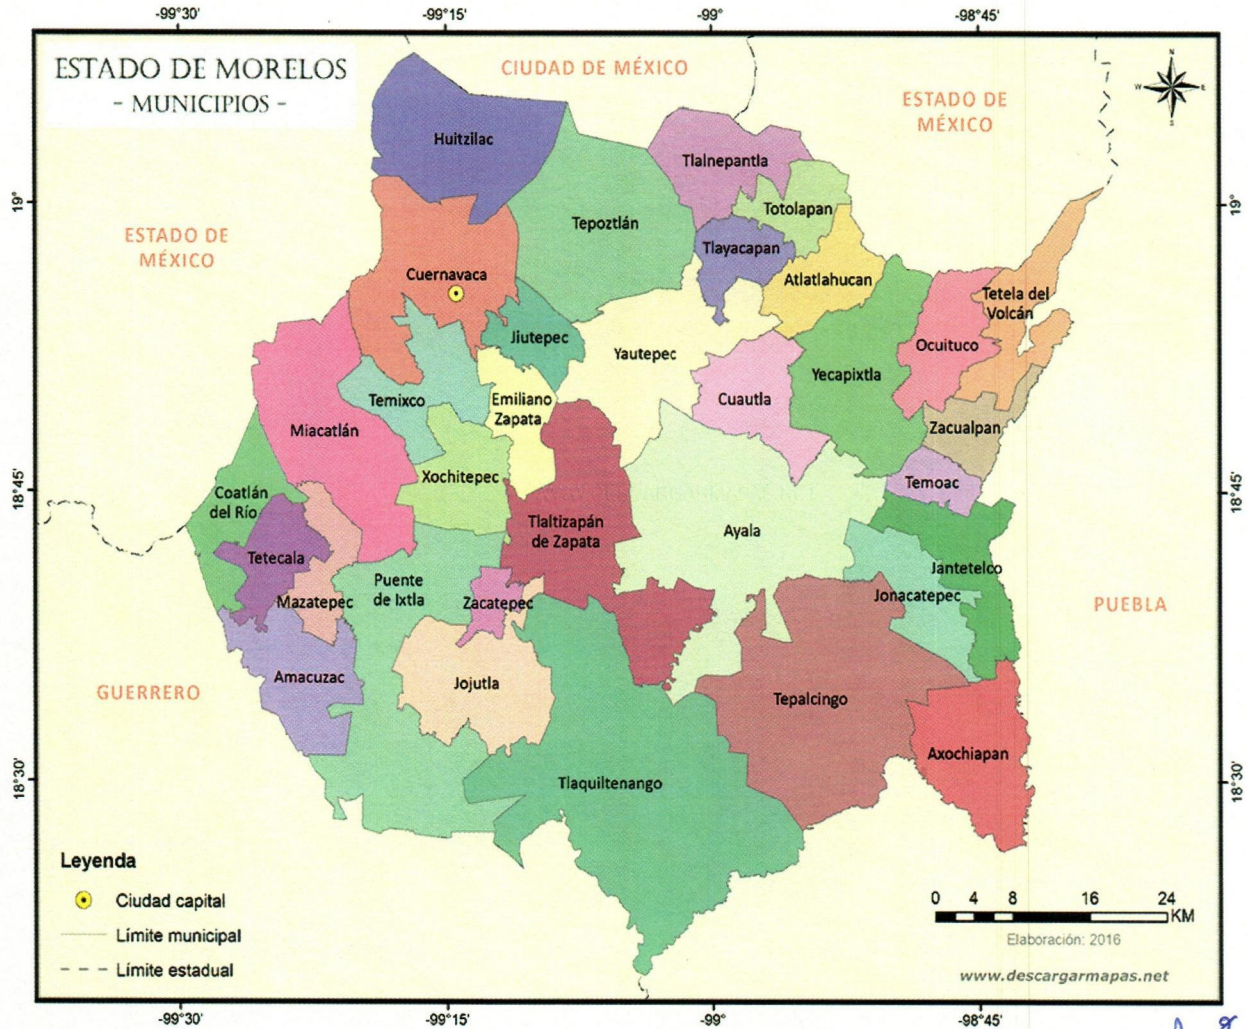 -99°30'
-99°15'
-99°
-98°45'
ESTADO DE MORELOS
- MUNICIPIOS -
CIUDAD DE MÉXICO
ESTADO DE
MÉXICO
N
W
E
S
Huitzilac
Tlalnepantla
19°
19°
Totolapan
Tepoztlán
ESTADO DE
MÉXICO
Tlayacapan
Cuernavaca
Atlatlahucan
Tetela del
Volcán
Jiutepec
Ocuituco
Yautepec
Yecapixtla
Temixco
Emiliano
Zapata
Cuautla
Miacatlán
Zacualpan
Xochitepec
Temoac
18°45'
18°45'
Coatlán
del Río
Tlaltizapán
de Zapata
Ayala
Tetecala
Jantetelco
Puente
de Ixtla
Mazatepec
Zacatepec
Jonacatepec
PUEBLA
Amacuzac
Jojutla
GUERRERO
Tepalcingo
Axochiapan
18°30'
18°30'
Tlaquiltenango
Leyenda
Ciudad capital
Límite municipal
Límite estadual
0 4 8 16 24
KM
Elaboración: 2016
www.descargarmapas.net
-99°30'
-99°15'
-99°
-98°45'